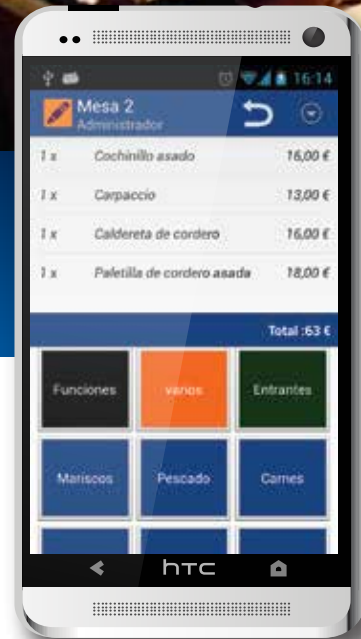 16:14
Mesa 2
Administrador
1 x Cochinillo asado 16,00 €
1 x Carpaccio 13,00 €
1 x Caldereta de cordero 16,00 €
1 x Paletilla de cordero asada 18,00 €
Total :63 €
Funciones varios Entrantes
Mariscos Pescado Carnes
hTC